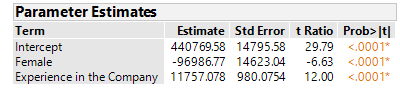 Parameter Estimates
Term Estimate Std Error t Ratio Prob>|t|
Intercept 440769.58 14795.58 29.79 <.0001*
Female -96986.77 14623.04 -6.63 <.0001*
Experience in the Company 11757.078 980.0754 12.00 <.0001*